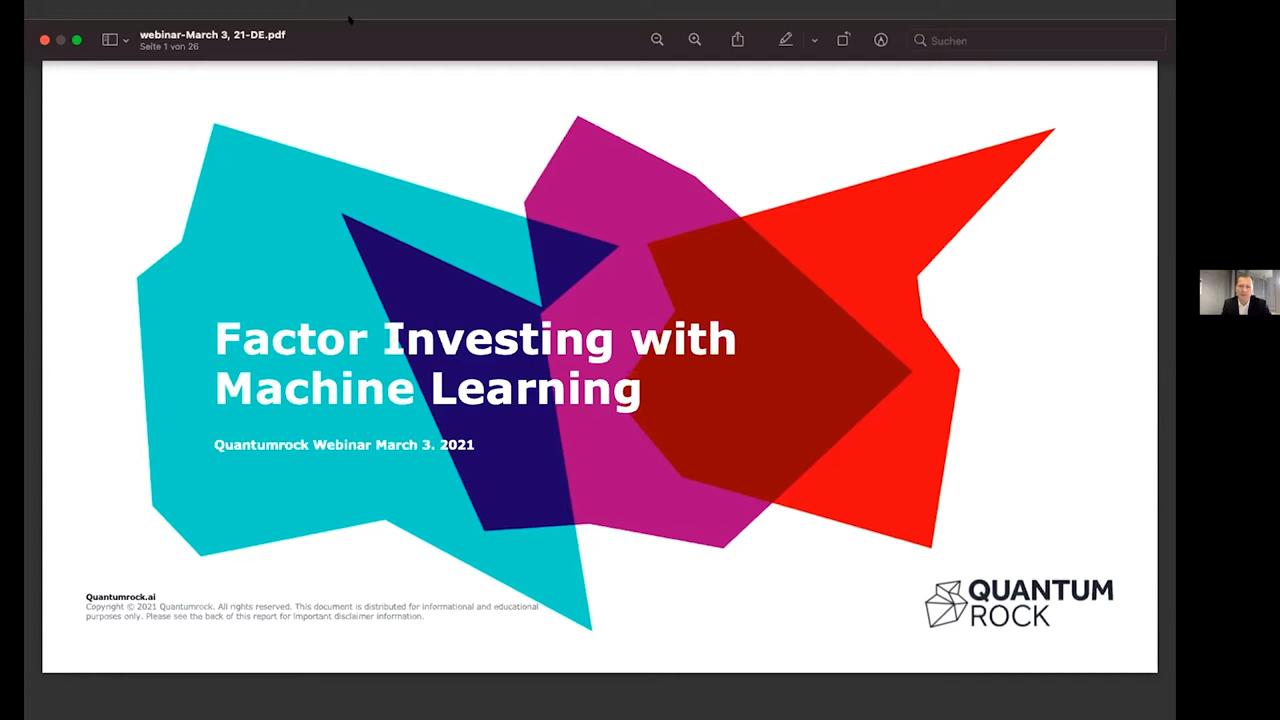 webinar-March 3, 21-DE.pdf
Seite 1 von 26
Suchen
Factor Investing with
Machine Learning
Quantumrock Webinar March 3. 2021
Quantumrock.ai
Copyright © 2021 Quantumrock. All rights reserved. This document is distributed for informational and educational
purposes only. Please see the back of this report for important disclaimer information.
QUANTUM
ROCK